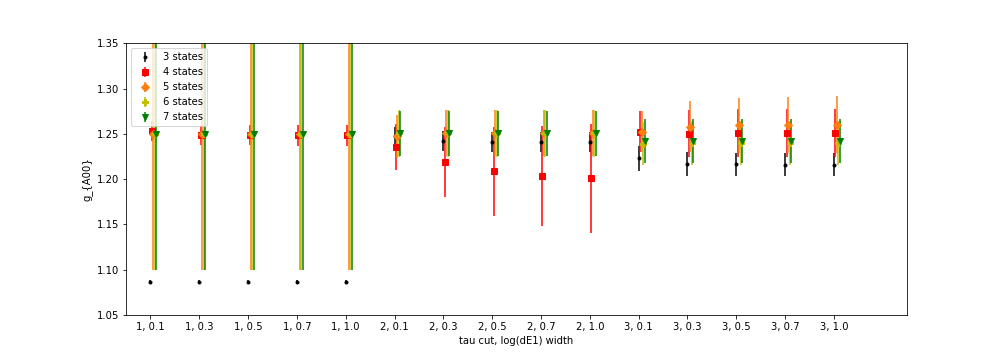 1.35
1.30
1.25
1.20
1.15
1.10
1.05
g_{A00}
3 states
4 states
5 states
6 states
7 states
1, 0.1 1, 0.3 1, 0.5 1, 0.7 1, 1.0 2, 0.1 2, 0.3 2, 0.5 2, 0.7 2, 1.0 3, 0.1 3, 0.3 3, 0.5 3, 0.7 3, 1.0
tau cut, log(dE1) width